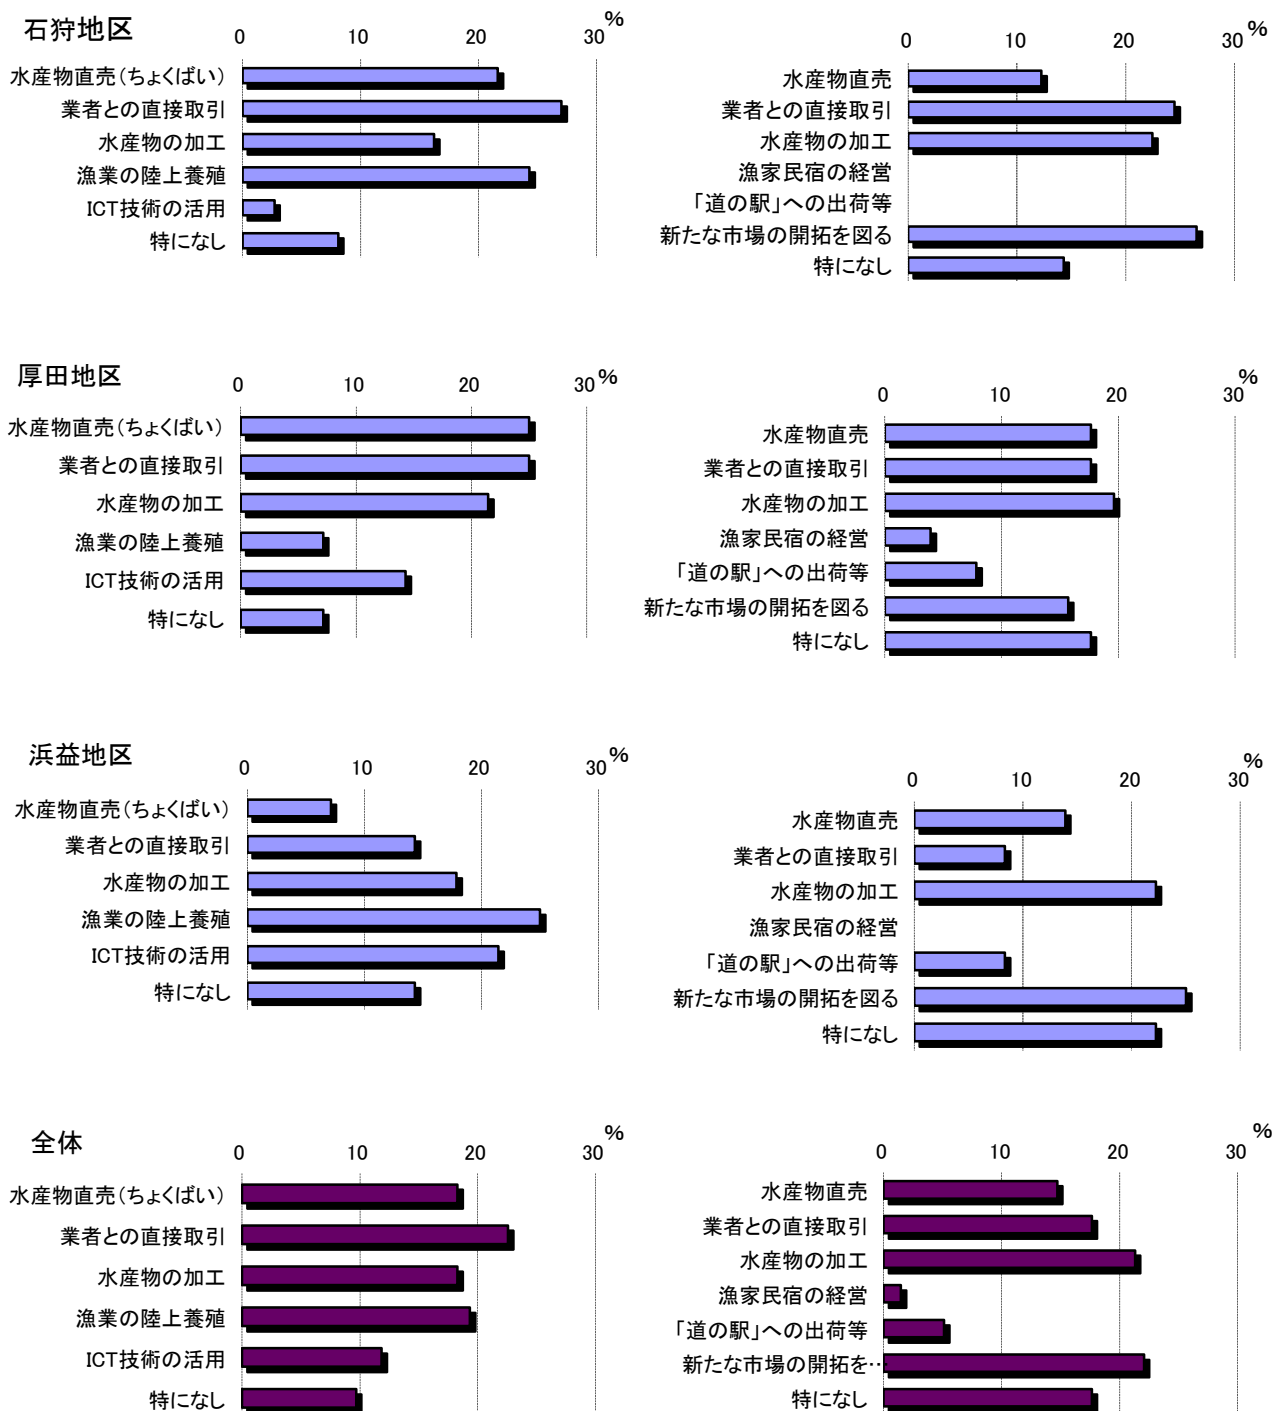 石狩地区
0 10 20 30 %
水産物直売（ちょくばい）
業者との直接取引
水産物の加工
漁業の陸上養殖
ICT技術の活用
特になし
0 10 20 30 %
水産物直売
業者との直接取引
水産物の加工
漁家民宿の経営
「道の駅」への出荷等
新たな市場の開拓を図る
特になし
厚田地区
0 10 20 30 %
水産物直売（ちょくばい）
業者との直接取引
水産物の加工
漁業の陸上養殖
ICT技術の活用
特になし
0 10 20 30 %
水産物直売
業者との直接取引
水産物の加工
漁家民宿の経営
「道の駅」への出荷等
新たな市場の開拓を図る
特になし
浜益地区
0 10 20 30 %
水産物直売（ちょくばい）
業者との直接取引
水産物の加工
漁業の陸上養殖
ICT技術の活用
特になし
0 10 20 30 %
水産物直売
業者との直接取引
水産物の加工
漁家民宿の経営
「道の駅」への出荷等
新たな市場の開拓を図る
特になし
全体
0 10 20 30 %
水産物直売（ちょくばい）
業者との直接取引
水産物の加工
漁業の陸上養殖
ICT技術の活用
特になし
0 10 20 30 %
水産物直売
業者との直接取引
水産物の加工
漁家民宿の経営
「道の駅」への出荷等
新たな市場の開拓を…
特になし